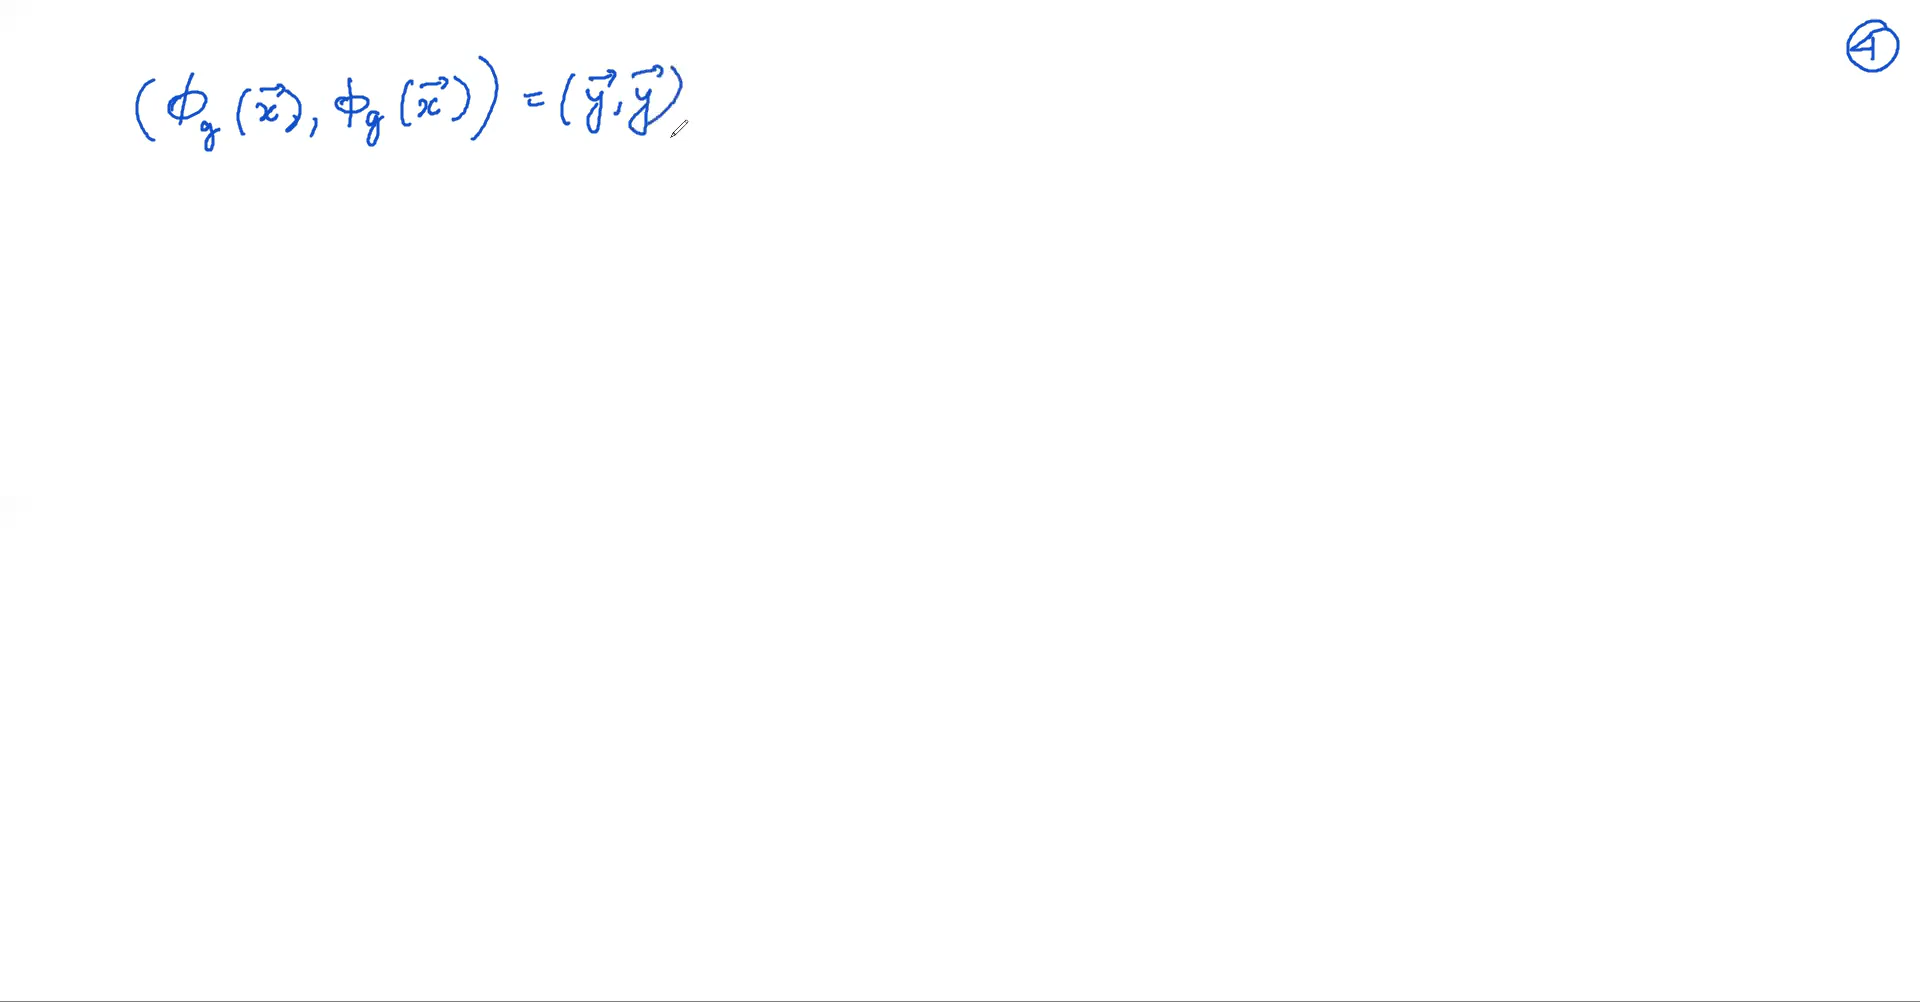 ④
(ϕ_g(x⃗), ϕ_g(x⃗)) = (y⃗, y⃗)